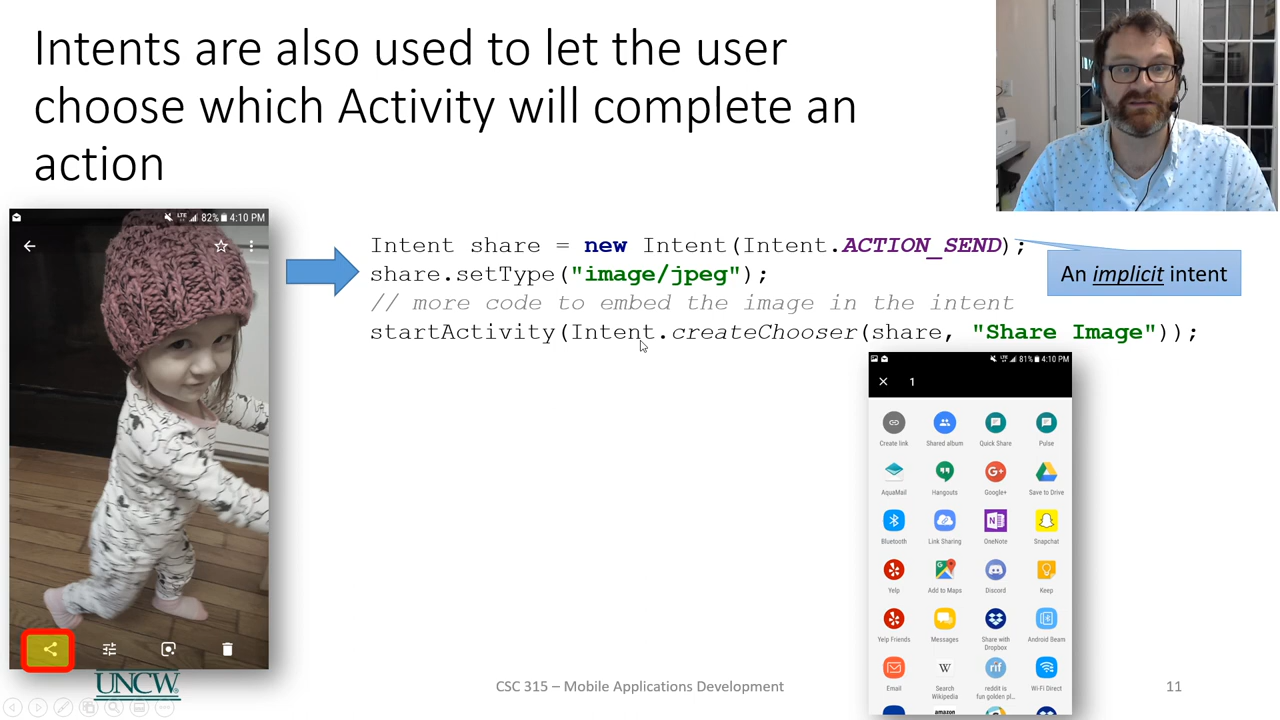 Intents are also used to let the user
choose which Activity will complete an
action
LTE 82% 4:10 PM
Intent share = new Intent(Intent.ACTION_SEND);
share.setType("image/jpeg");
// more code to embed the image in the intent
startActivity(Intent.createChooser(share, "Share Image"));
An implicit intent
LTE 81% 4:10 PM
1
Create link Shared album Quick Share Pulse
AquaMail Hangouts Google+ Save to Drive
Bluetooth Link Sharing OneNote Snapchat
Yelp Add to Maps Discord Keep
Yelp Friends Messages Share with Dropbox Android Beam
Email Search Wikipedia reddit is fun golden pl... Wi-Fi Direct
G+
N
W
rif
amazon
UNCW
CSC 315 – Mobile Applications Development
11